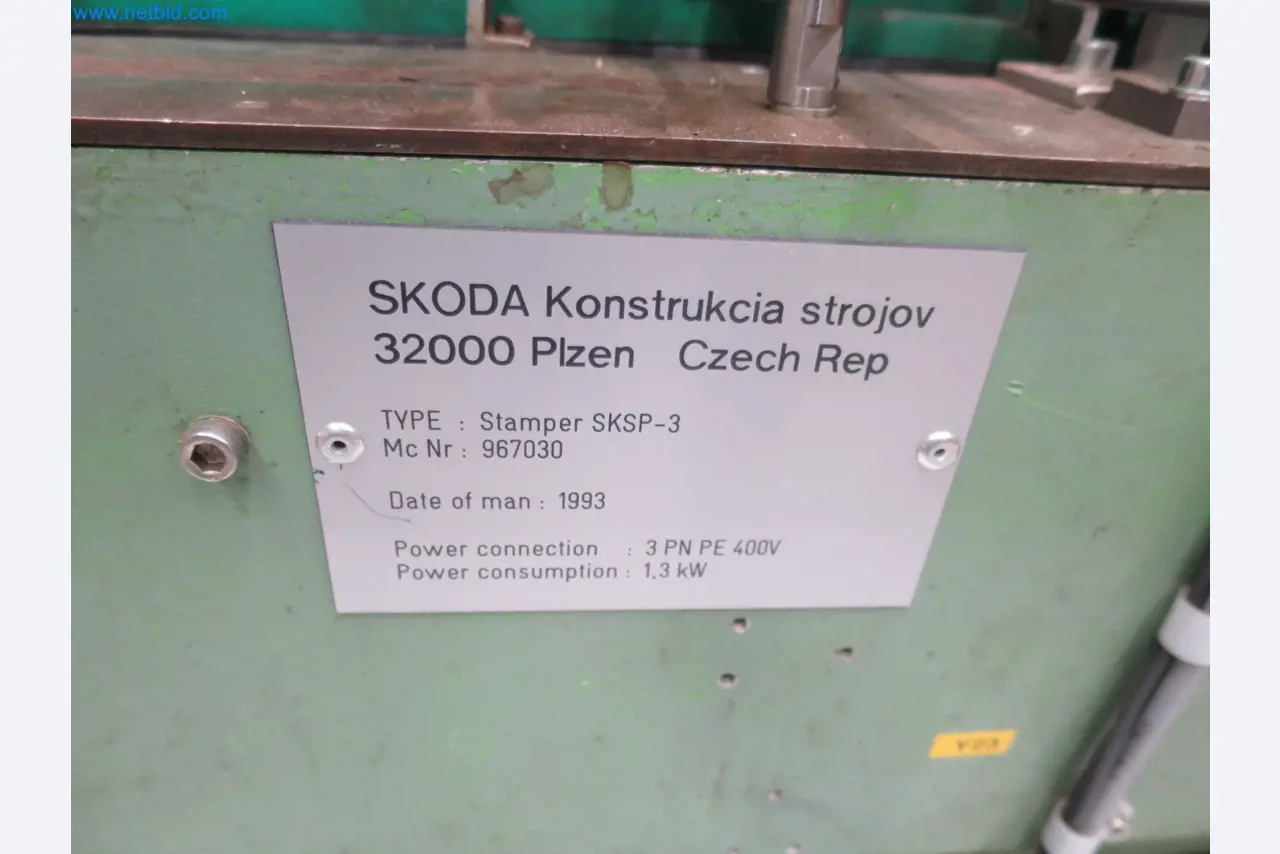 www.netbid.com
SKODA Konstrukcia strojov
32000 Plzen Czech Rep
TYPE : Stamper SKSP-3
Mc Nr : 967030
Date of man : 1993
Power connection : 3 PN PE 400V
Power consumption : 1.3 kW